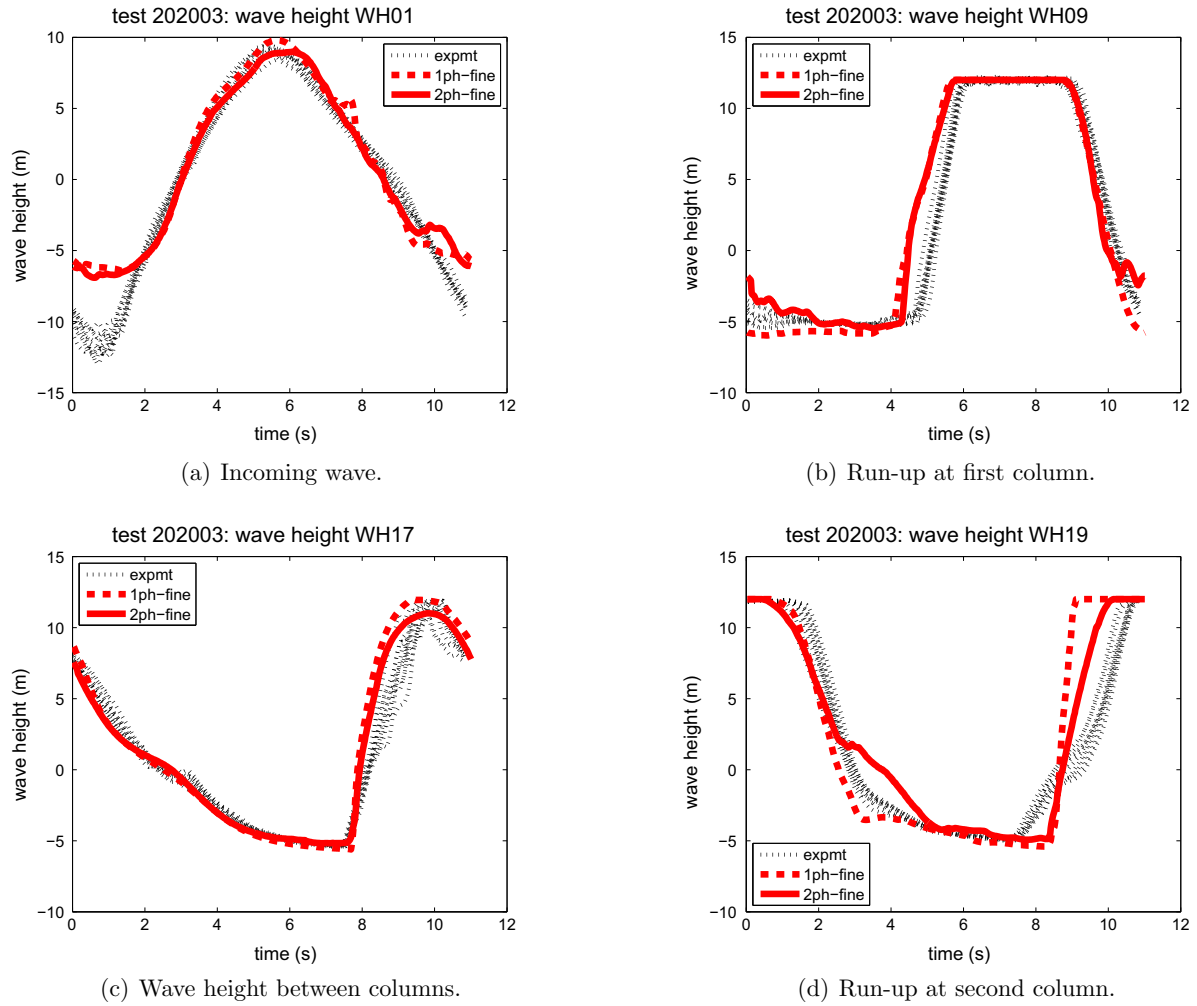 test 202003: wave height WH01
10
5
0
−5
−10
−15
0 2 4 6 8 10 12
wave height (m)
time (s)
expmt
1ph−fine
2ph−fine
(a) Incoming wave.
test 202003: wave height WH09
15
10
5
0
−5
−10
0 2 4 6 8 10 12
wave height (m)
time (s)
expmt
1ph−fine
2ph−fine
(b) Run-up at first column.
test 202003: wave height WH17
15
10
5
0
−5
−10
0 2 4 6 8 10 12
wave height (m)
time (s)
expmt
1ph−fine
2ph−fine
(c) Wave height between columns.
test 202003: wave height WH19
15
10
5
0
−5
−10
0 2 4 6 8 10 12
wave height (m)
time (s)
expmt
1ph−fine
2ph−fine
(d) Run-up at second column.